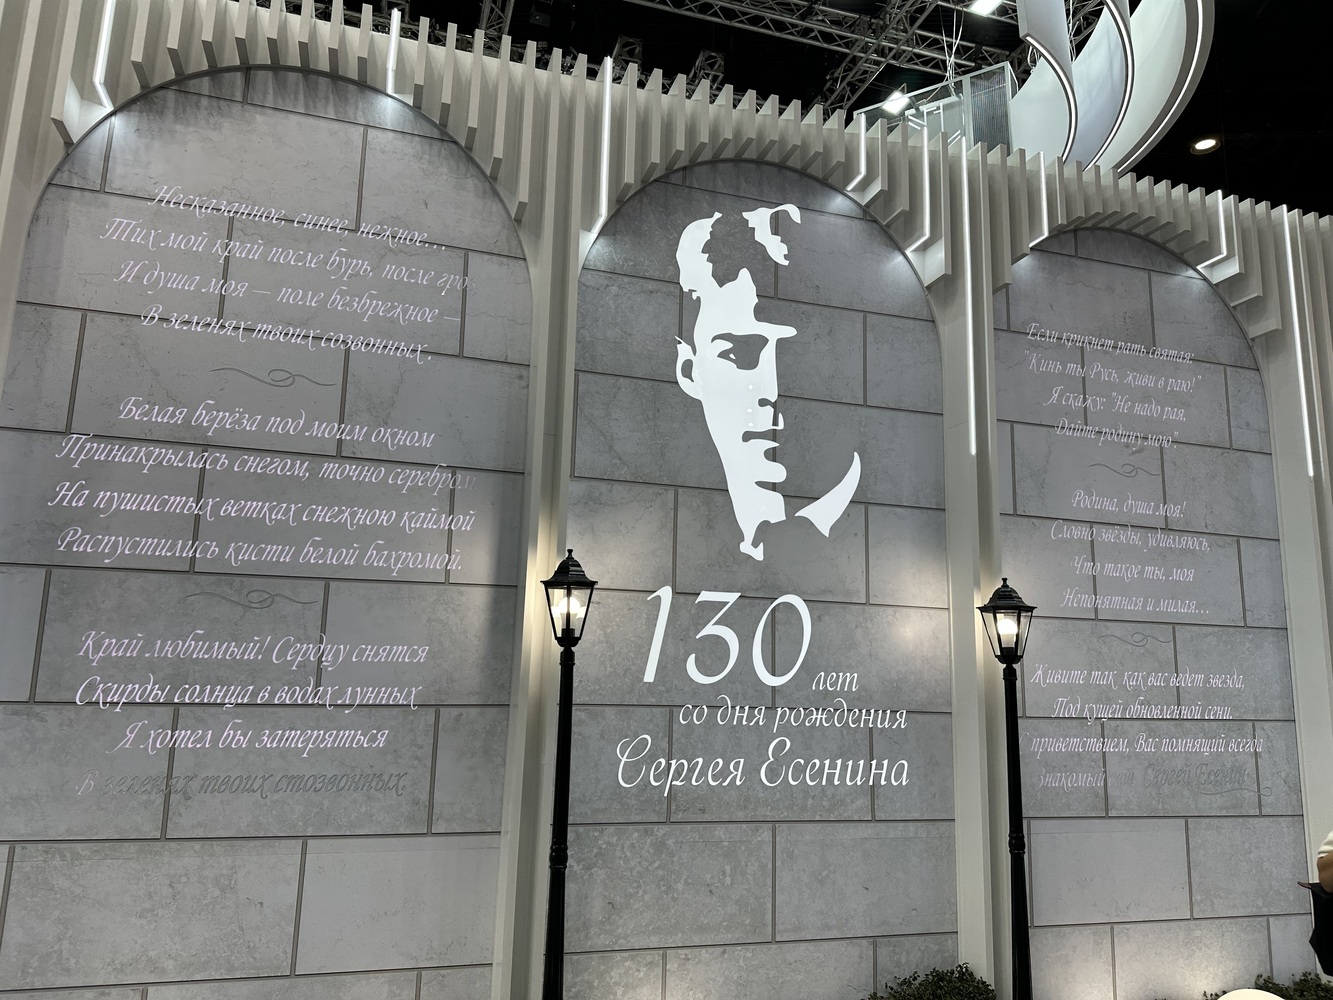 Несказанное, синее, нежное...
Тих мой край после бурь, после гро
И душа моя — поле безбрежное —
В зеленях твоих созвонных.
Белая берёза под моим окном
Принакрылась снегом, точно серебром
На пушистых ветках снежною каймой
Распустились кисти белой бахромой.
Край любимый! Сердцу снятся
Скирды солнца в водах лунных
Я хотел бы затеряться
В зеленях твоих стозвонных.
130 лет
со дня рождения
Сергея Есенина
Если крикнет рать святая:
"Кинь ты Русь, живи в раю!"
Я скажу: "Не надо рая,
Дайте родину мою".
Родина, душа моя!
Словно звёзды, удивляюсь,
Что такое ты, моя
Непонятная и милая...
Живите так как вас ведет звезда,
Под кущей обновленной сени.
приветствием, Вас помнящий всегда
Знакомый Сергей Есенин